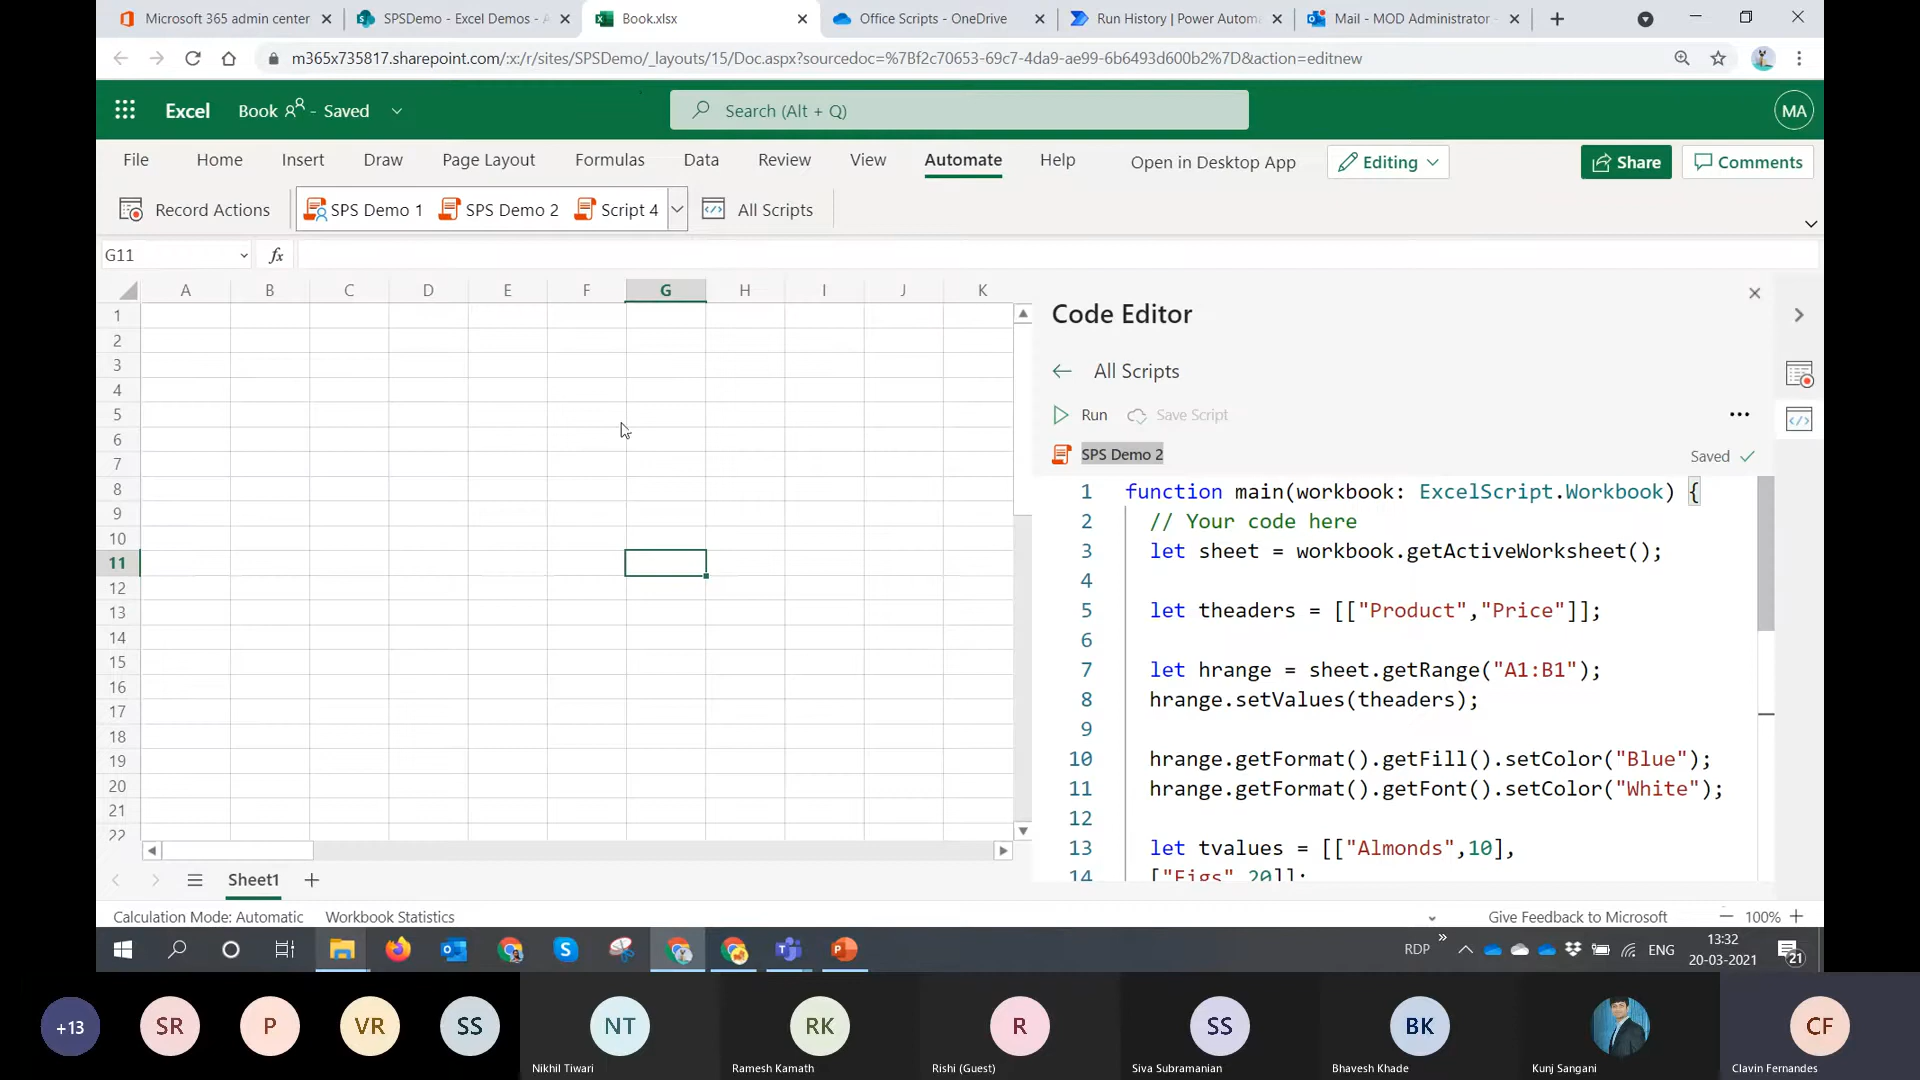 Microsoft 365 admin center
SPSDemo - Excel Demos - A
Book.xlsx
Office Scripts - OneDrive
Run History | Power Autom
Mail - MOD Administrator -
m365x735817.sharepoint.com/:x:/r/sites/SPSDemo/_layouts/15/Doc.aspx?sourcedoc=%7Bf2c70653-69c7-4da9-ae99-6b6493d600b2%7D&action=editnew
Excel
Book - Saved
Search (Alt + Q)
MA
File
Home
Insert
Draw
Page Layout
Formulas
Data
Review
View
Automate
Help
Open in Desktop App
Editing
Share
Comments
Record Actions
SPS Demo 1
SPS Demo 2
Script 4
All Scripts
G11
fx
A B C D E F G H I J K
1
2
3
4
5
6
7
8
9
10
11
12
13
14
15
16
17
18
19
20
21
22
Code Editor
All Scripts
Run
Save Script
SPS Demo 2
Saved
1 function main(workbook: ExcelScript.Workbook) {
2 // Your code here
3 let sheet = workbook.getActiveWorksheet();
4
5 let theaders = [["Product","Price"]];
6
7 let hrange = sheet.getRange("A1:B1");
8 hrange.setValues(theaders);
9
10 hrange.getFormat().getFill().setColor("Blue");
11 hrange.getFormat().getFont().setColor("White");
12
13 let tvalues = [["Almonds",10],
14 ["Figs",20]];
Sheet1
Calculation Mode: Automatic
Workbook Statistics
Give Feedback to Microsoft
100%
RDP
ENG
13:32
20-03-2021
21
+13
SR
P
VR
SS
NT
Nikhil Tiwari
RK
Ramesh Kamath
R
Rishi (Guest)
SS
Siva Subramanian
BK
Bhavesh Khade
Kunj Sangani
CF
Clavin Fernandes